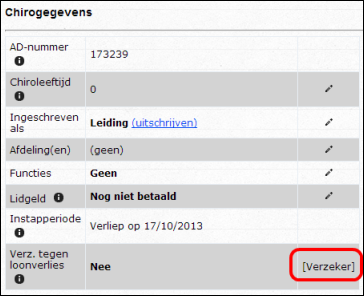 Chirogegevens
AD-nummer 173239
Chiroleeftijd 0
Ingeschreven als Leiding (uitschrijven)
Afdeling(en) (geen)
Functies Geen
Lidgeld Nog niet betaald
Instapperiode Verliep op 17/10/2013
Verz. tegen loonverlies Nee [Verzeker]